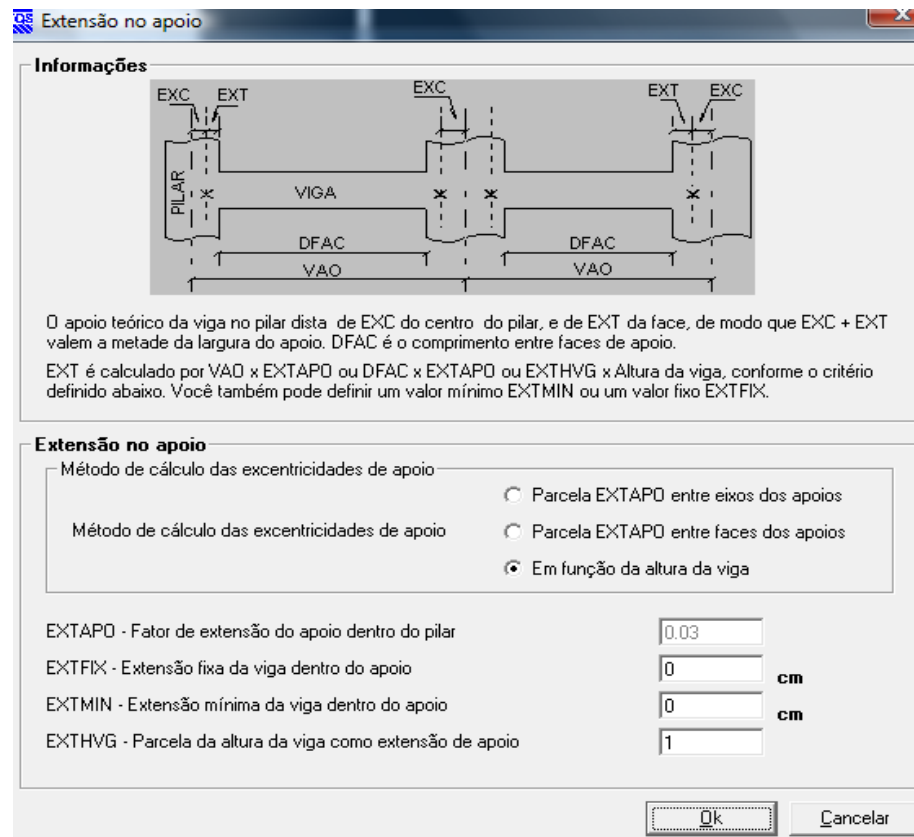 Extensão no apoio
Informações
EXC EXT EXC EXT EXC
PILAR
VIGA
DFAC DFAC
VAO VAO
O apoio teórico da viga no pilar dista de EXC do centro do pilar, e de EXT da face, de modo que EXC + EXT
valem a metade da largura do apoio. DFAC é o comprimento entre faces de apoio.
EXT é calculado por VAO x EXTAPO ou DFAC x EXTAPO ou EXTHVG x Altura da viga, conforme o critério
definido abaixo. Você também pode definir um valor mínimo EXTMIN ou um valor fixo EXTFIX.
Extensão no apoio
Método de cálculo das excentricidades de apoio
Parcela EXTAPO entre eixos dos apoios
Método de cálculo das excentricidades de apoio Parcela EXTAPO entre faces dos apoios
Em função da altura da viga
EXTAPO - Fator de extensão do apoio dentro do pilar 0.03
EXTFIX - Extensão fixa da viga dentro do apoio 0 cm
EXTMIN - Extensão mínima da viga dentro do apoio 0 cm
EXTHVG - Parcela da altura da viga como extensão de apoio 1
Ok Cancelar